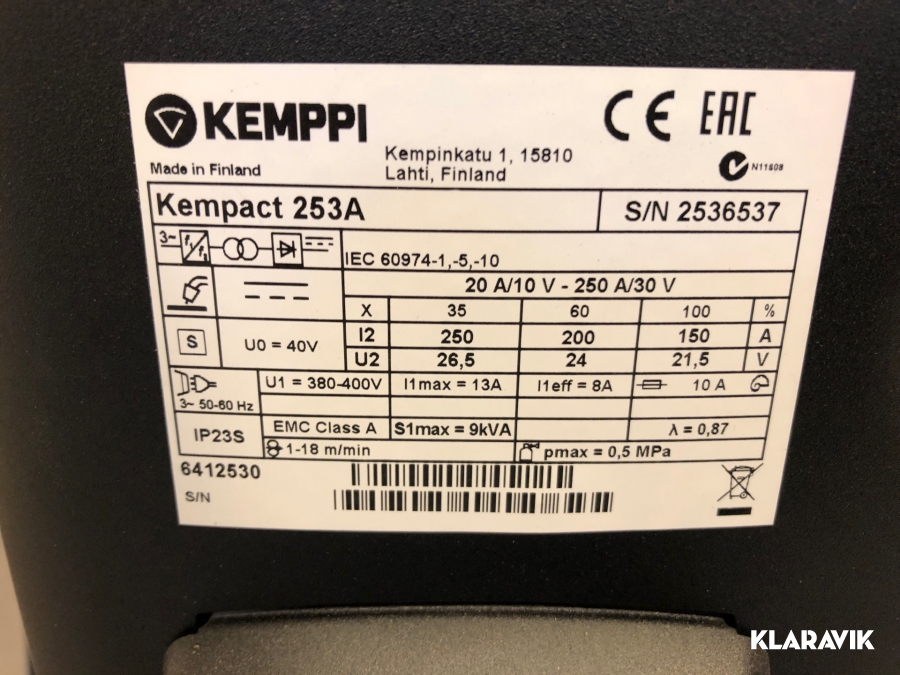 KEMPPI
CE EAC
Made in Finland
Kempinkatu 1, 15810
Lahti, Finland
N11608
Kempact 253A
S/N 2536537
3~ f1/f2
IEC 60974-1,-5,-10
20 A/10 V - 250 A/30 V
X 35 60 100 %
S
U0 = 40V
I2 250 200 150 A
U2 26,5 24 21,5 V
3~ 50-60 Hz
U1 = 380-400V I1max = 13A I1eff = 8A 10 A
IP23S
EMC Class A S1max = 9kVA λ = 0,87
1-18 m/min pmax = 0,5 MPa
6412530
S/N
KLARAVIK